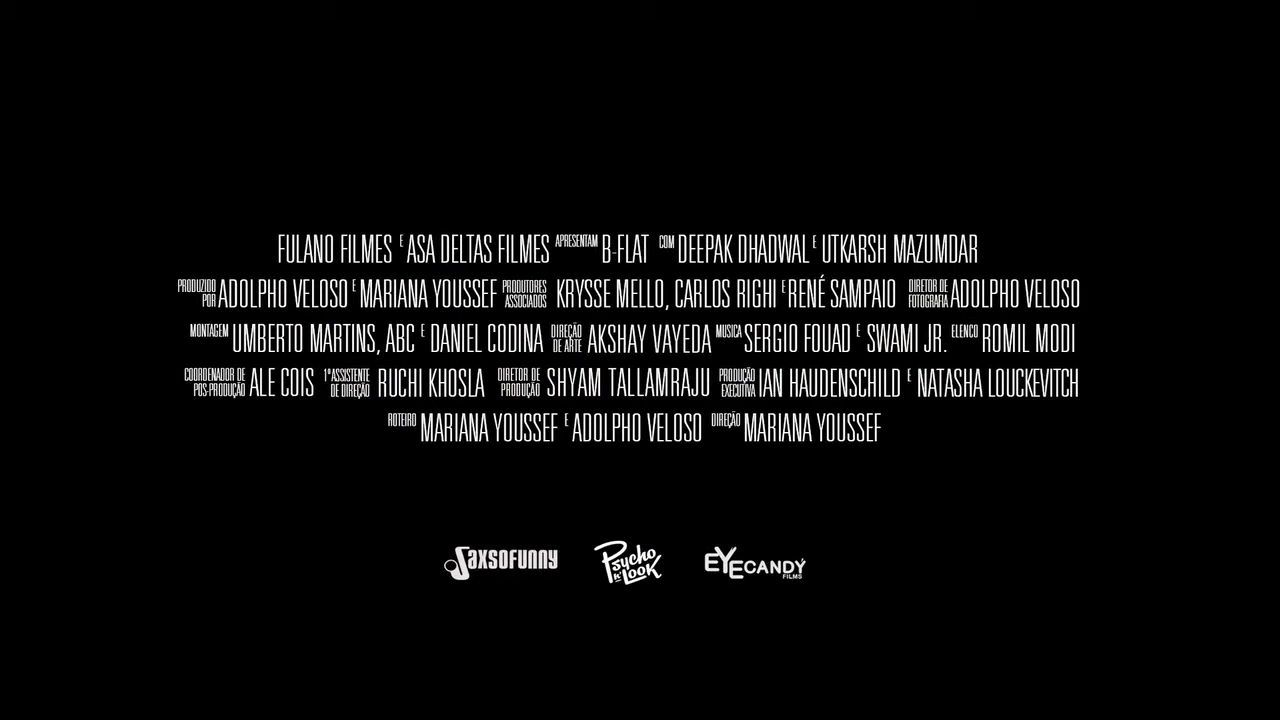 FULANO FILMES E ASA DELTAS FILMES APRESENTAM B-FLAT COM DEEPAK DHADWAL E UTKARSH MAZUMDAR
PRODUZIDO POR ADOLPHO VELOSO E MARIANA YOUSSEF PRODUTORES ASSOCIADOS KRYSSE MELLO, CARLOS RIGHI E RENÉ SAMPAIO DIRETOR DE FOTOGRAFIA ADOLPHO VELOSO
MONTAGEM UMBERTO MARTINS, ABC E DANIEL CODINA DIREÇÃO DE ARTE AKSHAY VAYEDA MUSICA SERGIO FOUAD E SWAMI JR. ELENCO ROMIL MODI
COORDENADOR DE PÓS-PRODUÇÃO ALE COIS 1º ASSISTENTE DE DIREÇÃO RUCHI KHOSLA DIRETOR DE PRODUÇÃO SHYAM TALLAMRAJU PRODUÇÃO EXECUTIVA IAN HAUDENSCHILD E NATASHA LOUCKEVITCH
ROTEIRO MARIANA YOUSSEF E ADOLPHO VELOSO DIREÇÃO MARIANA YOUSSEF
SAXSOFUNNY Psycho n' Look EYECANDY FILMS